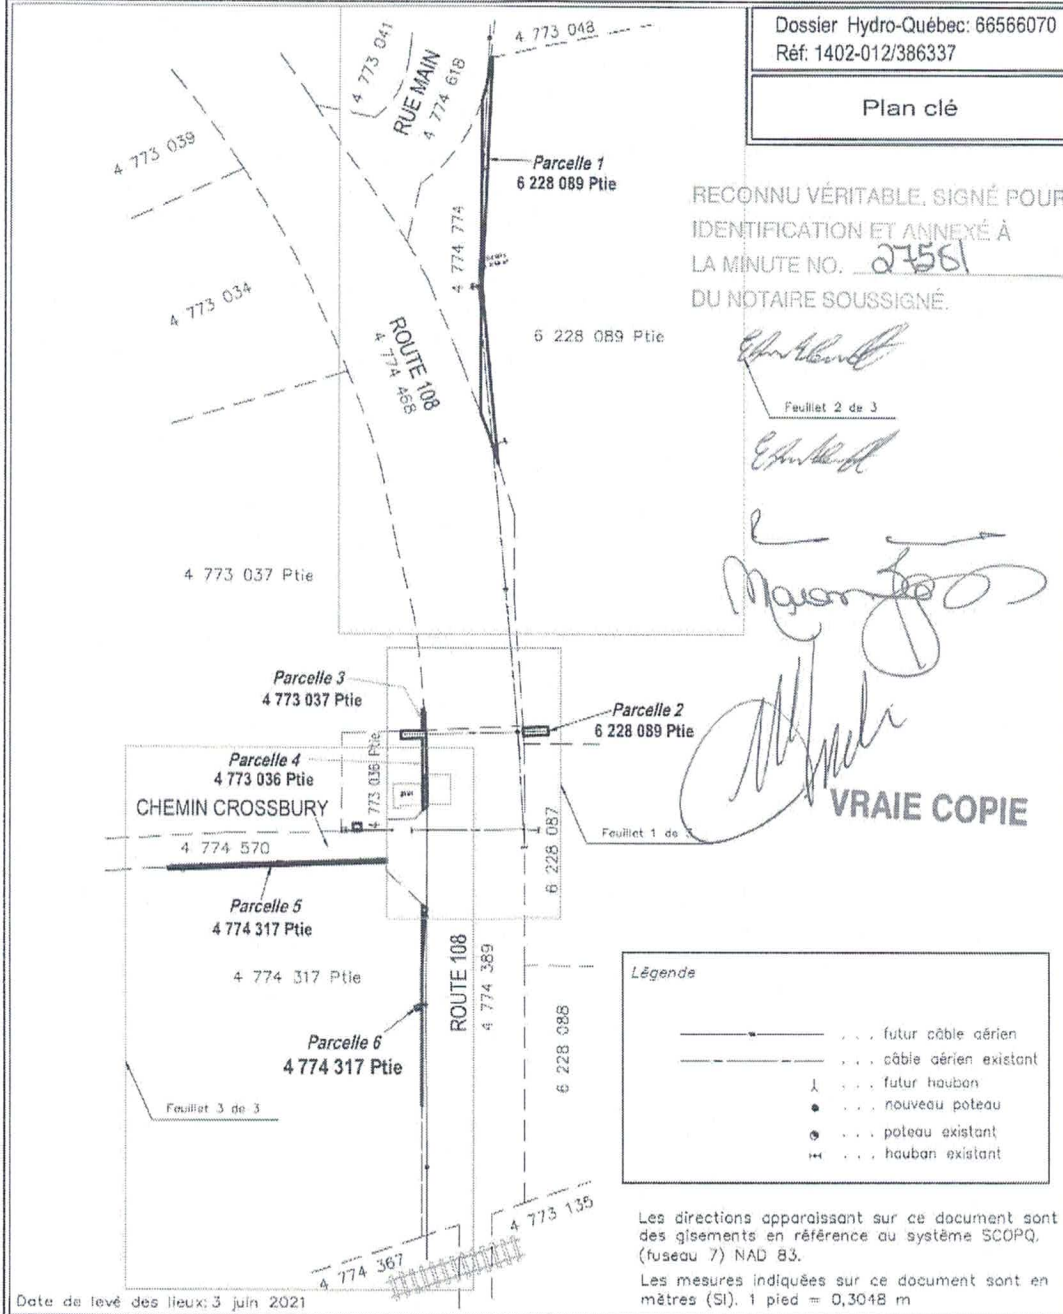 Dossier Hydro-Québec: 66566070
Réf: 1402-012/386337
Plan clé
RECONNU VÉRITABLE, SIGNÉ POUR
IDENTIFICATION ET ANNEXÉ À
LA MINUTE NO. 27581
DU NOTAIRE SOUSSIGNÉ.
4 773 048
4 773 041
RUE MAIN
4 774 618
4 773 039
Parcelle 1
6 228 089 Ptie
4 774 774
4 773 034
ROUTE 108
4 774 468
6 228 089 Ptie
Feuillet 2 de 3
4 773 037 Ptie
Parcelle 3
4 773 037 Ptie
Parcelle 2
6 228 089 Ptie
Parcelle 4
4 773 036 Ptie
4 773 036 Ptie
CHEMIN CROSSBURY
4 774 570
Feuillet 1 de 3
6 228 087
VRAIE COPIE
Parcelle 5
4 774 317 Ptie
4 774 317 Ptie
ROUTE 108
4 774 389
Parcelle 6
4 774 317 Ptie
6 228 088
Feuillet 3 de 3
Légende
. . . futur câble aérien
. . . câble aérien existant
. . . futur hauban
. . . nouveau poteau
. . . poteau existant
. . . hauban existant
4 773 135
4 774 367
Les directions apparaissant sur ce document sont
des gisements en référence au système SCOPQ,
(fuseau 7) NAD 83.
Les mesures indiquées sur ce document sont en
mètres (SI). 1 pied = 0,3048 m
Date de levé des lieux: 3 juin 2021